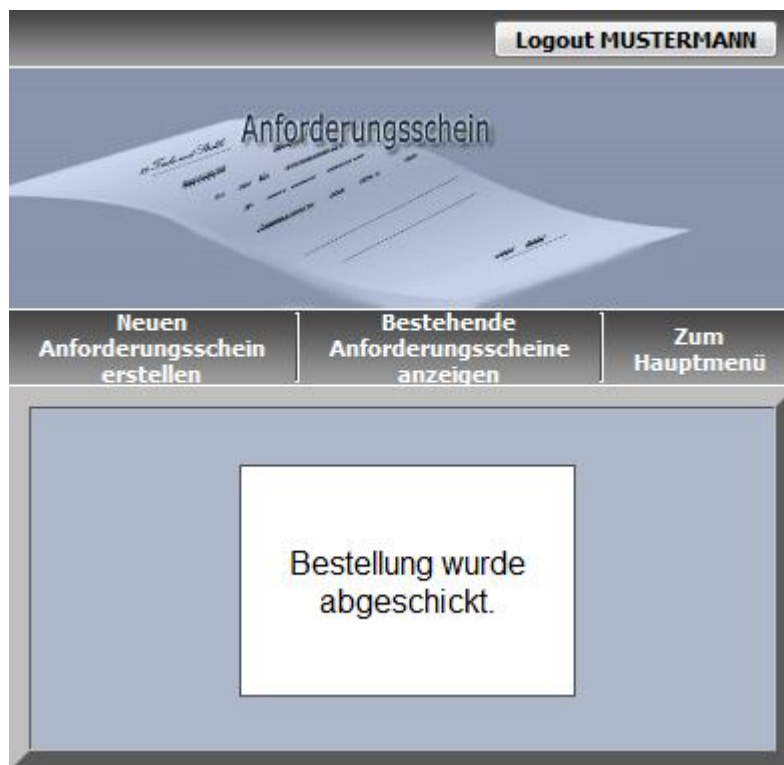 Logout MUSTERMANN
Anforderungsschein
Neuen
Anforderungsschein
erstellen
Bestehende
Anforderungsscheine
anzeigen
Zum
Hauptmenü
Bestellung wurde
abgeschickt.